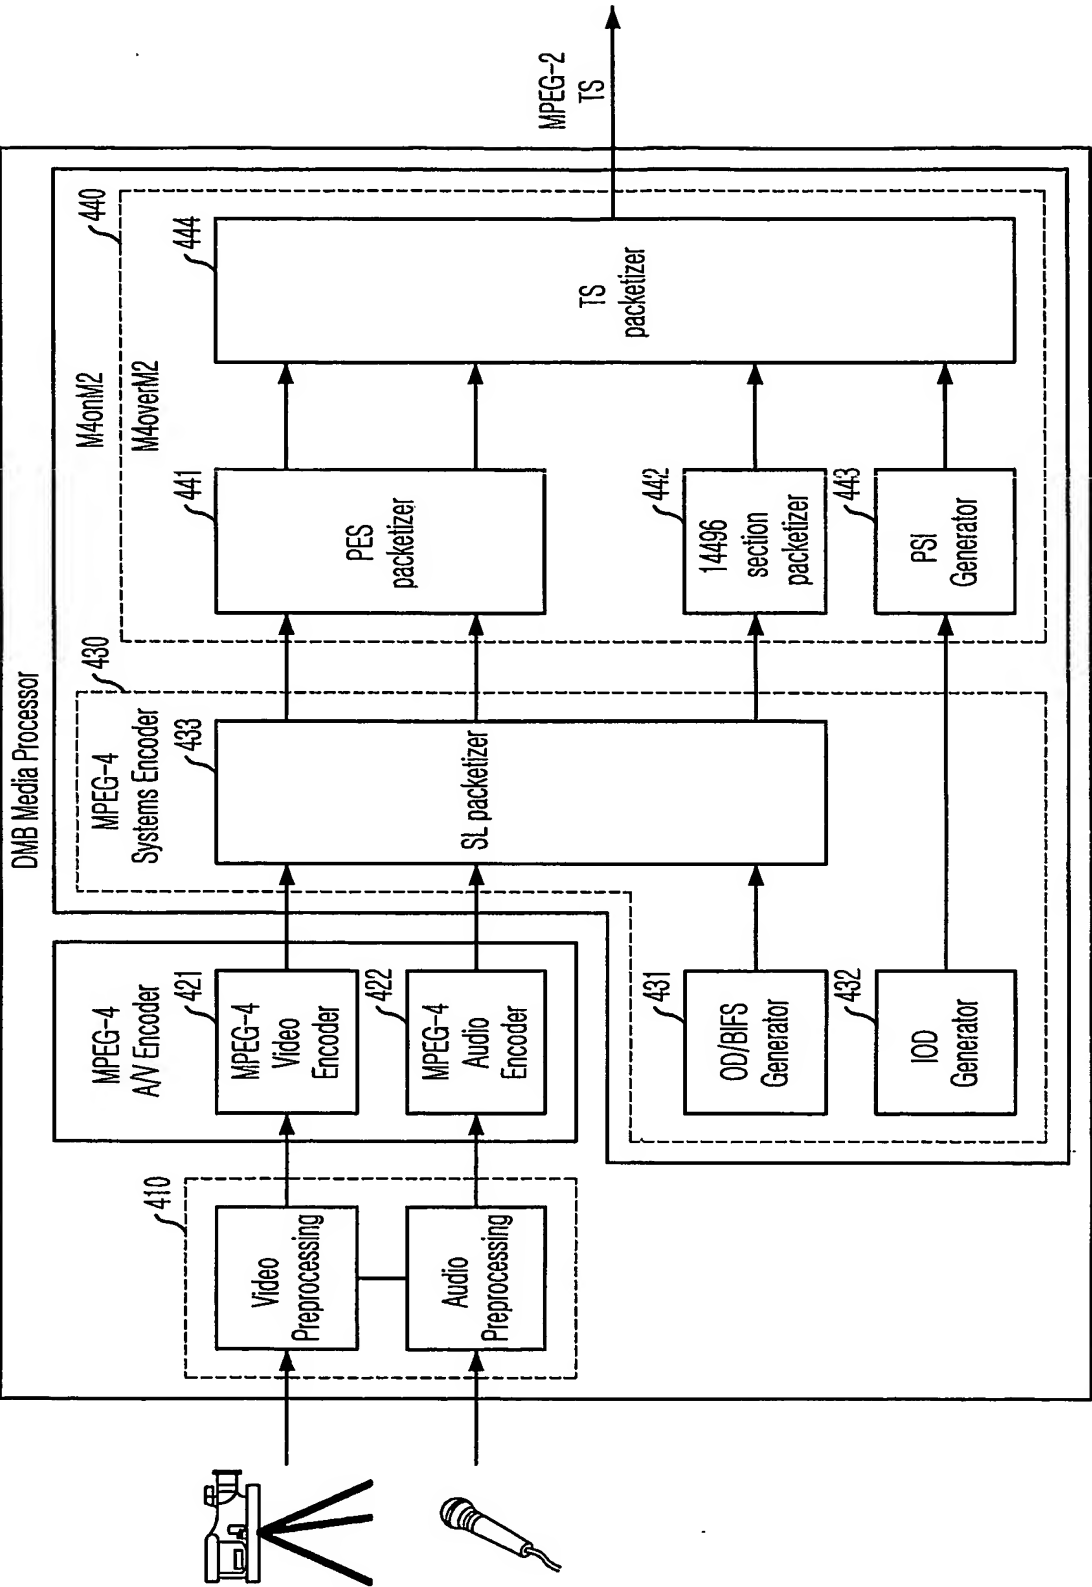 DMB Media Processor
410
Video
Preprocessing
Audio
Preprocessing
MPEG-4
A/V Encoder
421
MPEG-4
Video
Encoder
422
MPEG-4
Audio
Encoder
431
OD/BIFS
Generator
432
IOD
Generator
430
MPEG-4
Systems Encoder
433
SL packetizer
M4onM2
440
M4overM2
441
PES
packetizer
442
14496
section
packetizer
443
PSI
Generator
444
TS
packetizer
MPEG-2
TS